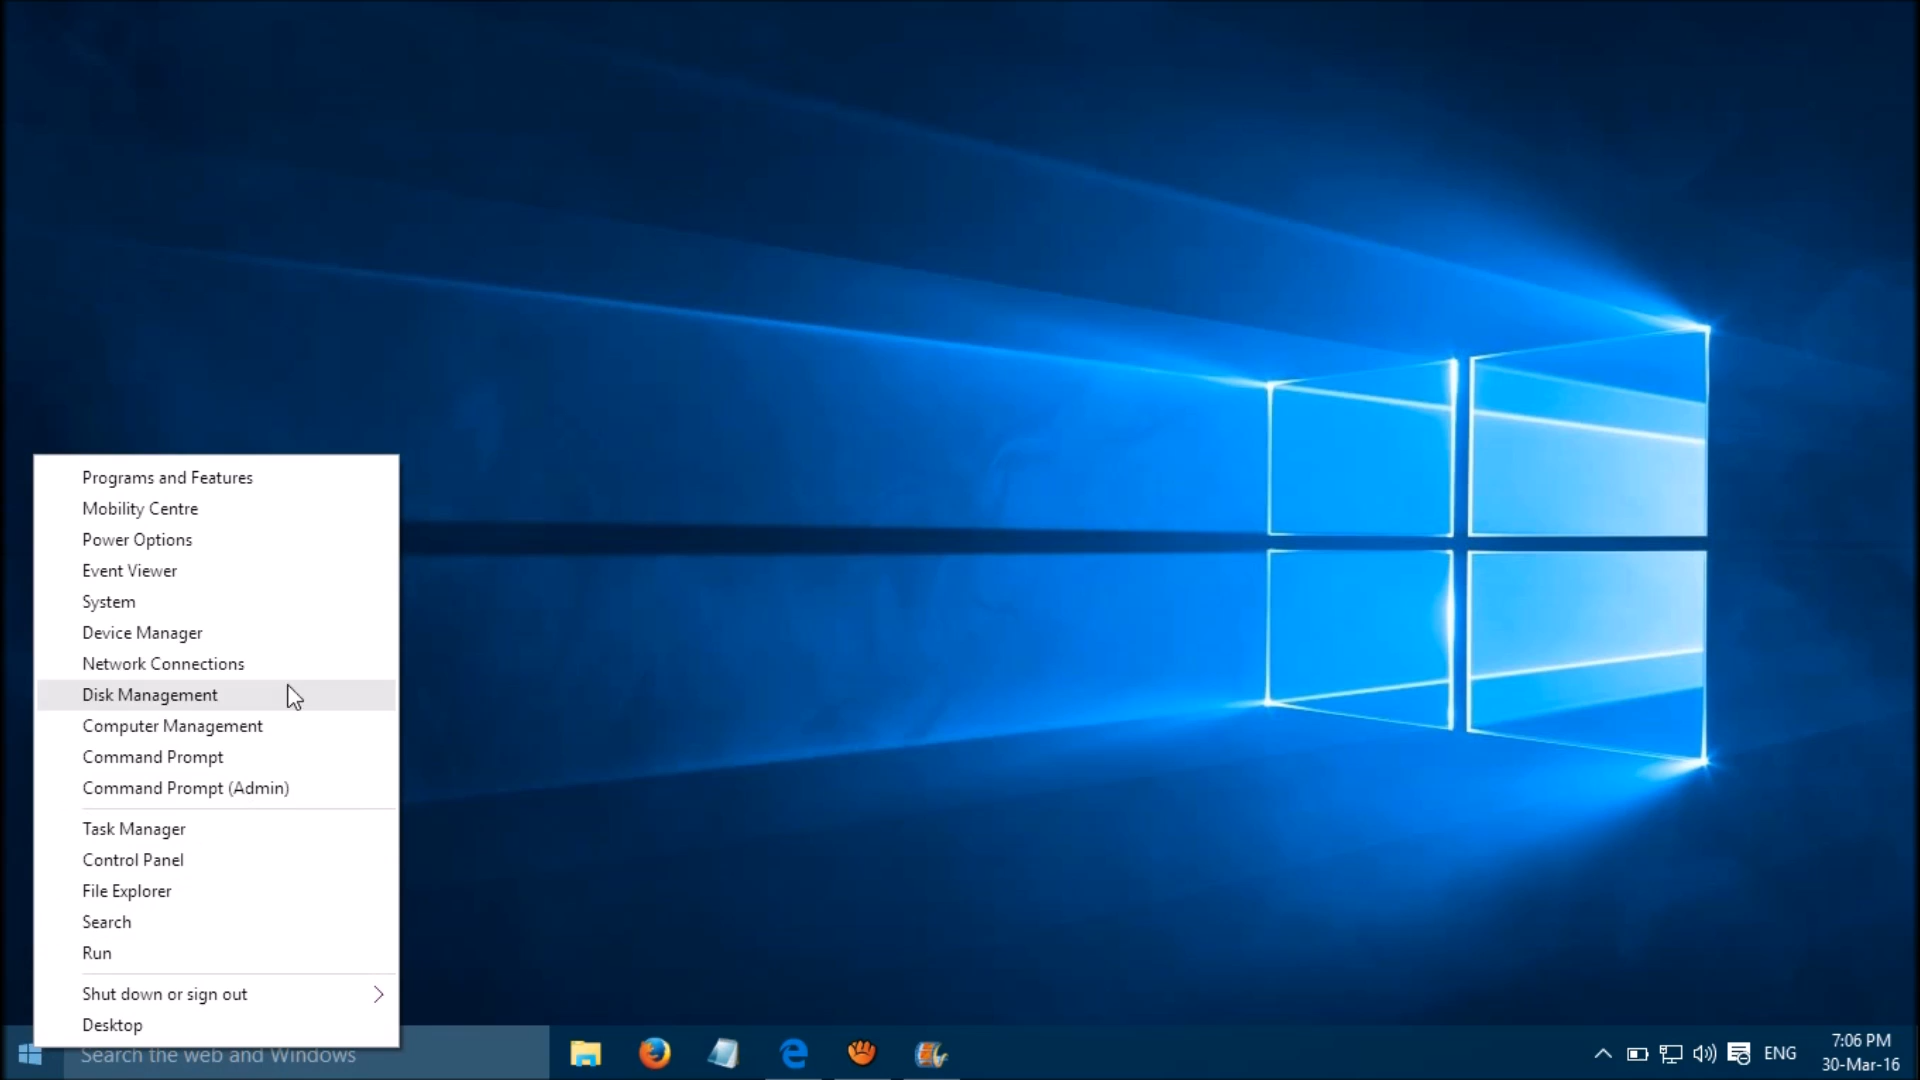 Programs and Features
Mobility Centre
Power Options
Event Viewer
System
Device Manager
Network Connections
Disk Management
Computer Management
Command Prompt
Command Prompt (Admin)
Task Manager
Control Panel
File Explorer
Search
Run
Shut down or sign out
Desktop
Search the web and Windows
ENG
7:06 PM
30-Mar-16